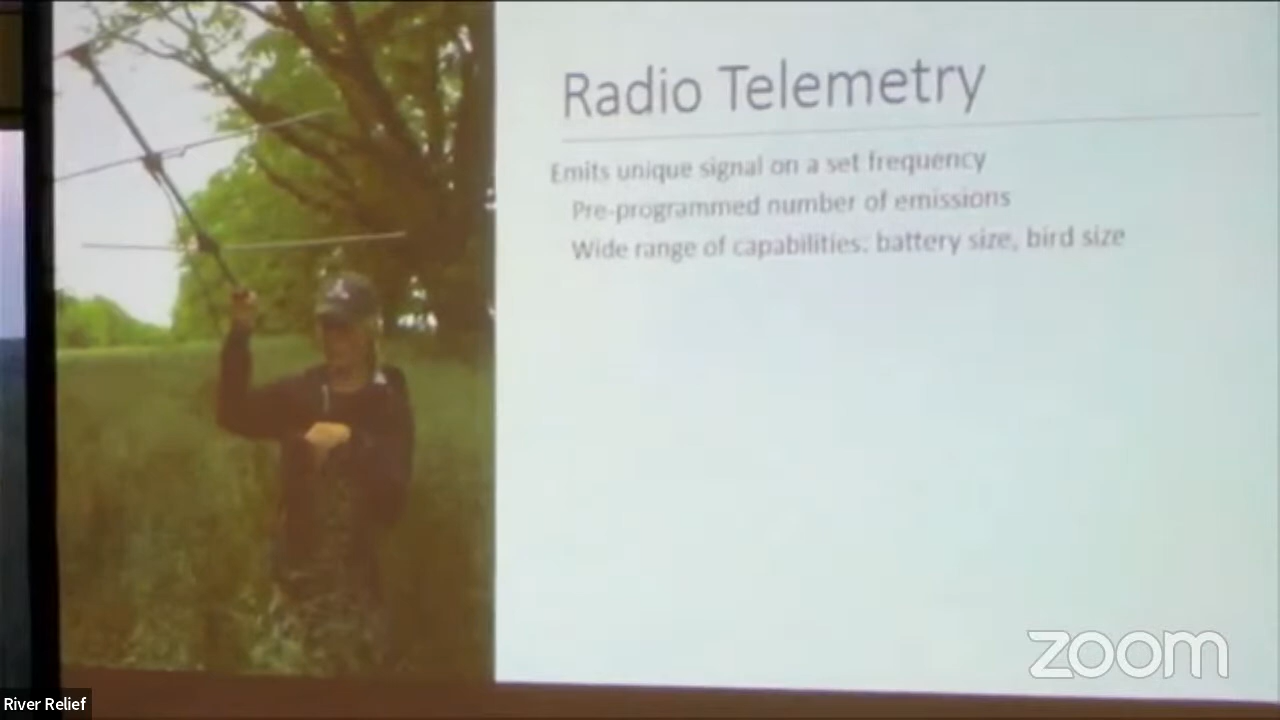 Radio Telemetry
Emits unique signal on a set frequency
Pre-programmed number of emissions
Wide range of capabilities: battery size, bird size
zoom
River Relief